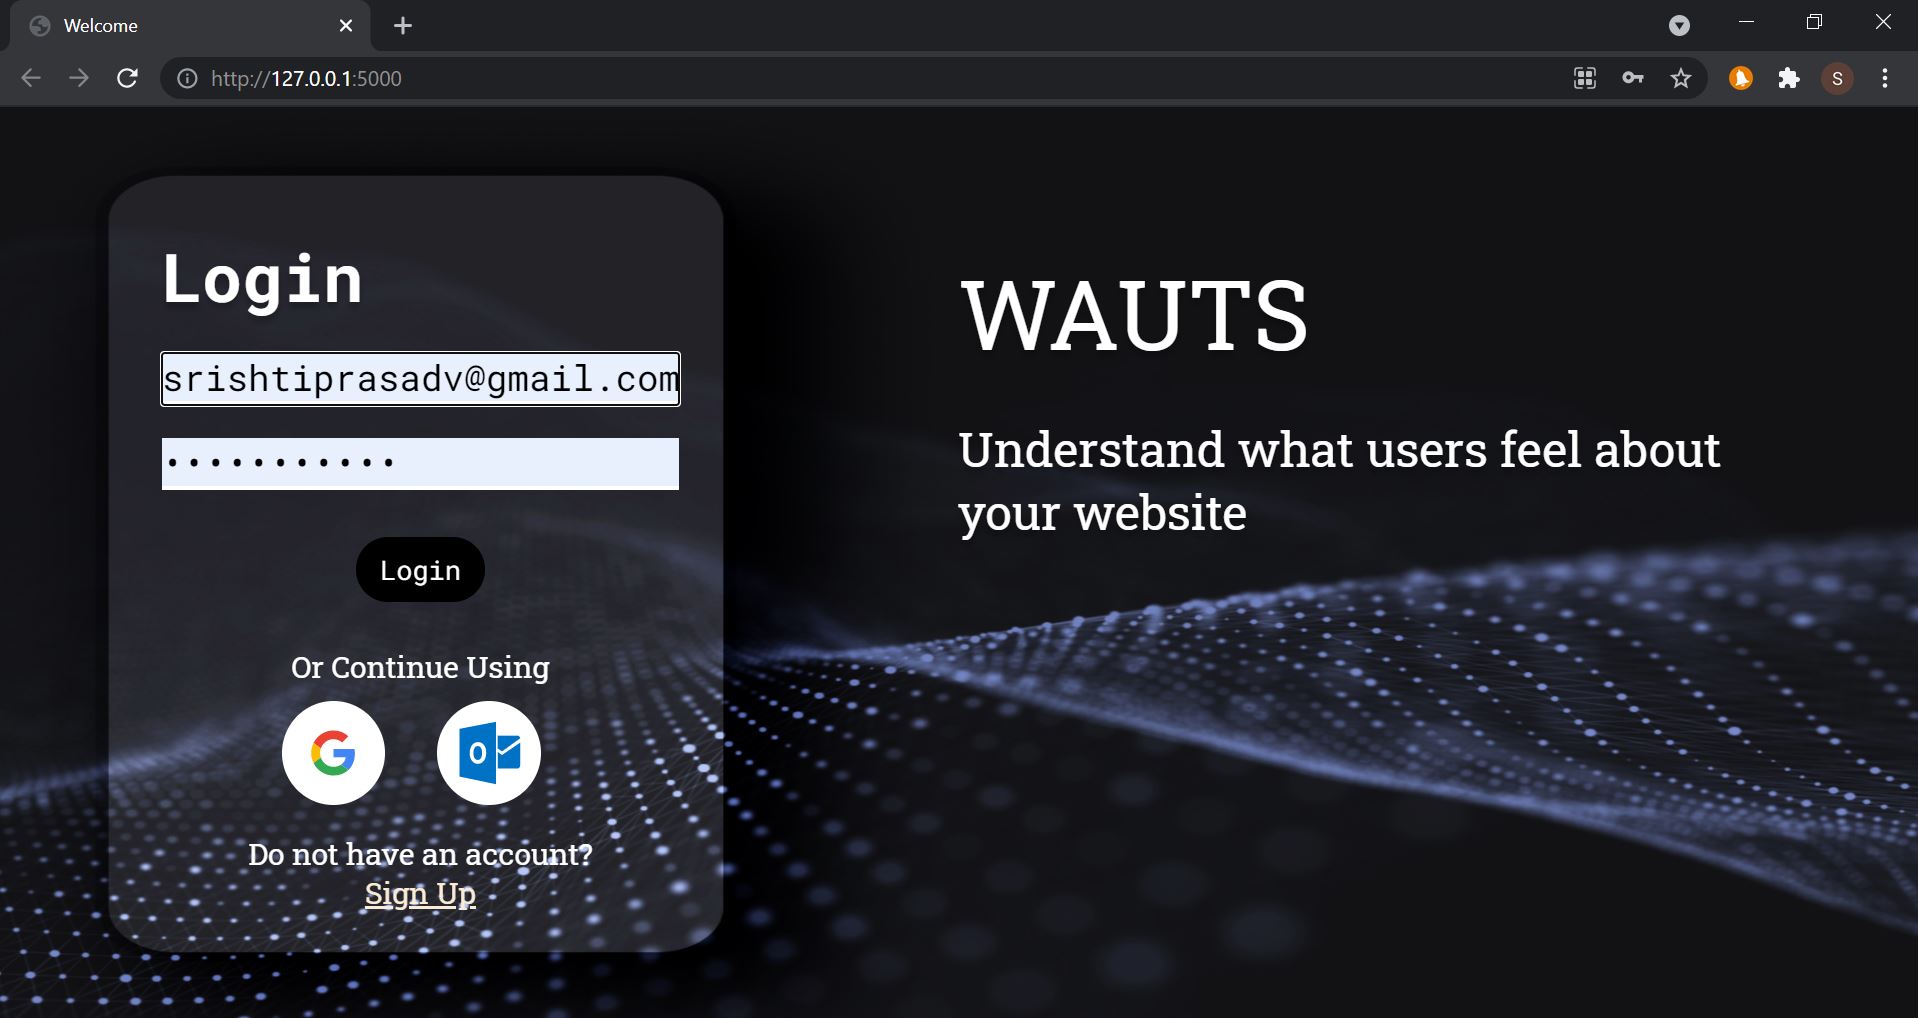 Welcome
http://127.0.0.1:5000
S
Login
srishtiprasadv@gmail.com
•••••••••••
Login
Or Continue Using
Do not have an account?
Sign Up
WAUTS
Understand what users feel about
your website